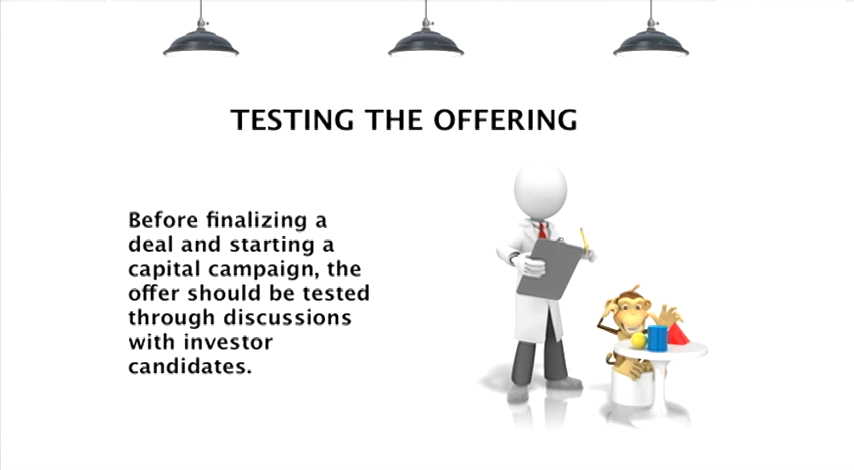 TESTING THE OFFERING
Before finalizing a
deal and starting a
capital campaign, the
offer should be tested
through discussions
with investor
candidates.